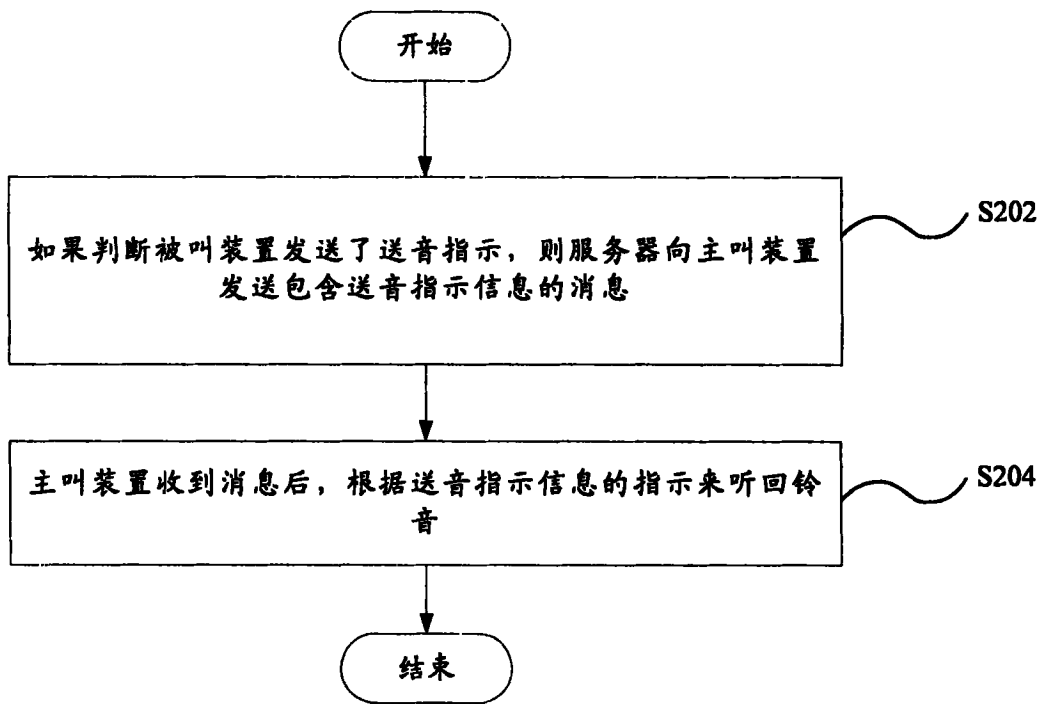 开始
如果判断被叫装置发送了送音指示，则服务器向主叫装置
发送包含送音指示信息的消息
S202
主叫装置收到消息后，根据送音指示信息的指示来听回铃
音
S204
结束